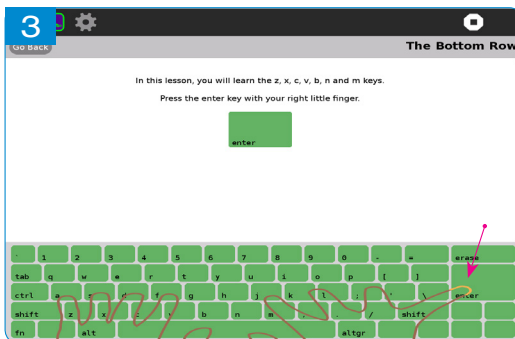 3
Go Back
The Bottom Row
In this lesson, you will learn the z, x, c, v, b, n and m keys.
Press the enter key with your right little finger.
enter
` 1 2 3 4 5 6 7 8 9 0 - = erase
tab q w e r t y u i o p [ ]
ctrl a s d f g h j k l ; ' \ enter
shift z x c v b n m , . / shift
fn alt altgr